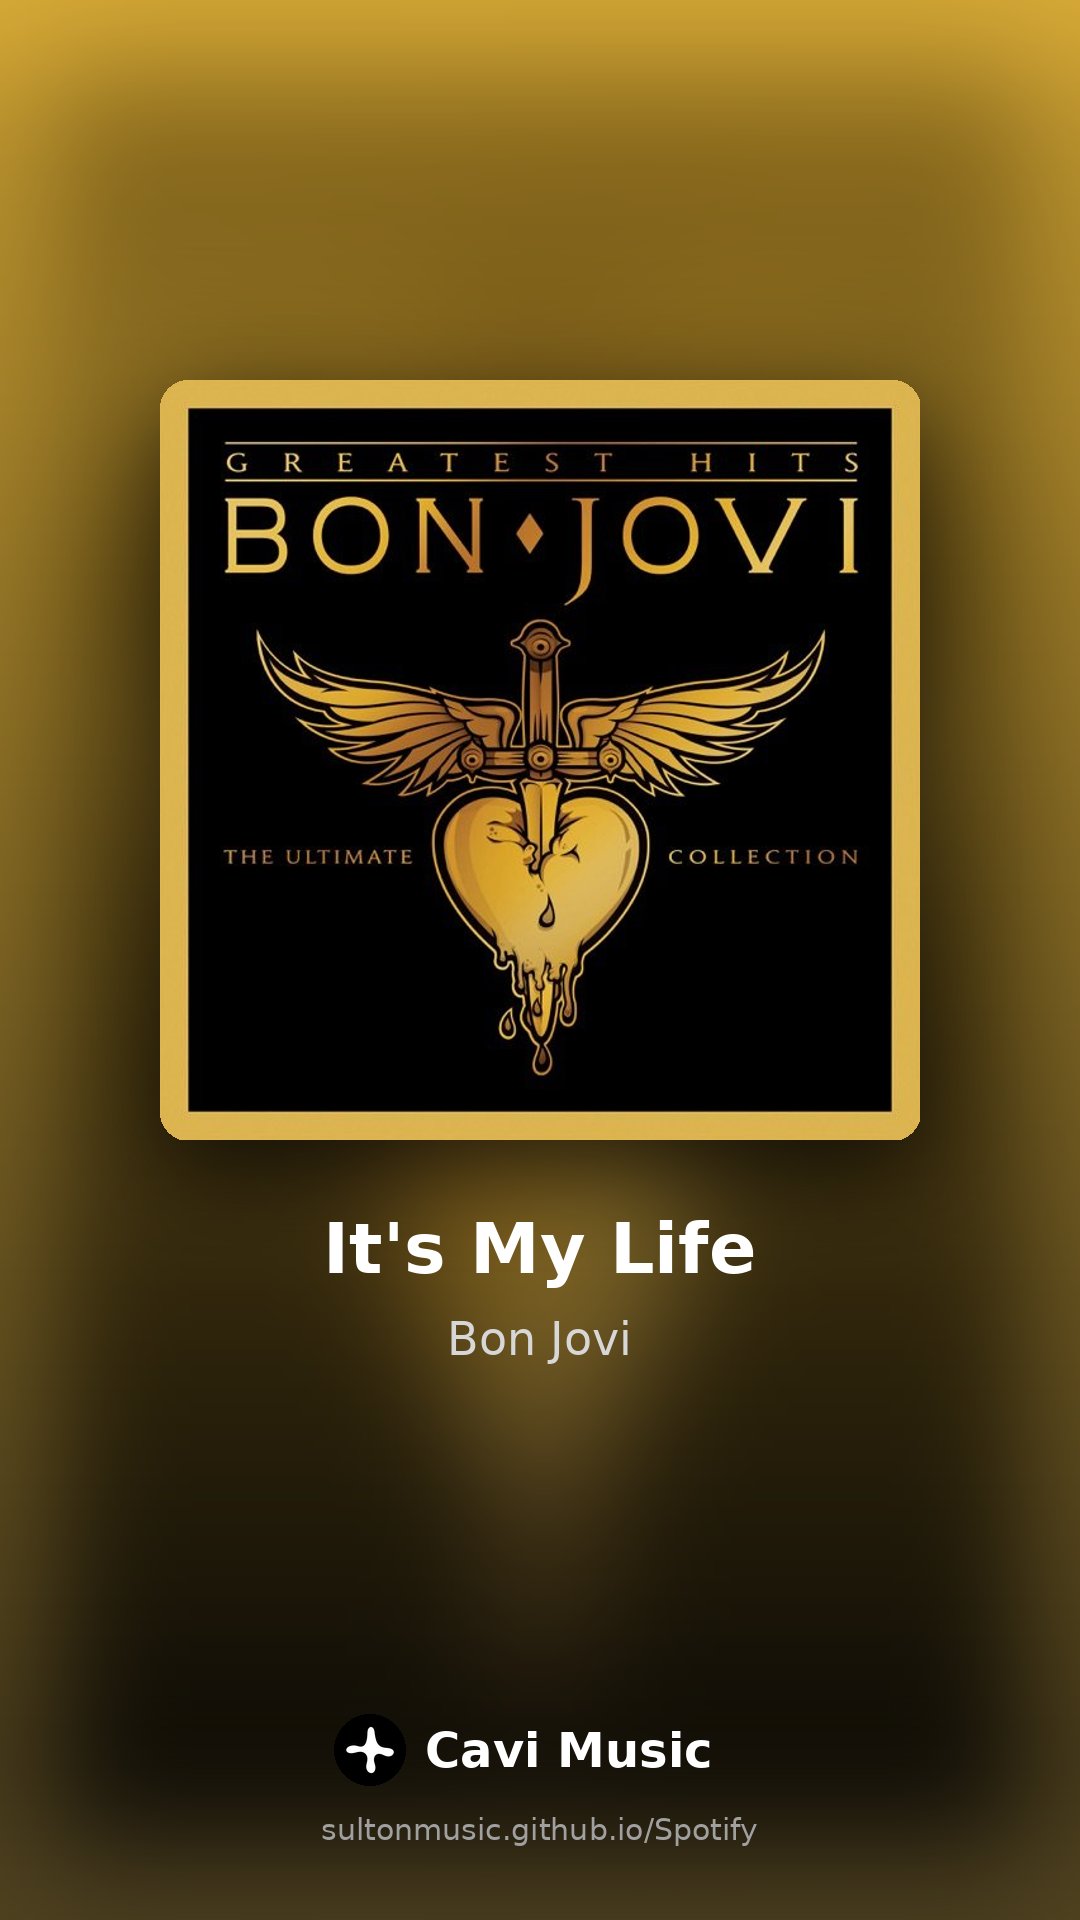 GREATEST HITS
BON♦JOVI
THE ULTIMATE COLLECTION
It's My Life
Bon Jovi
Cavi Music
sultonmusic.github.io/Spotify